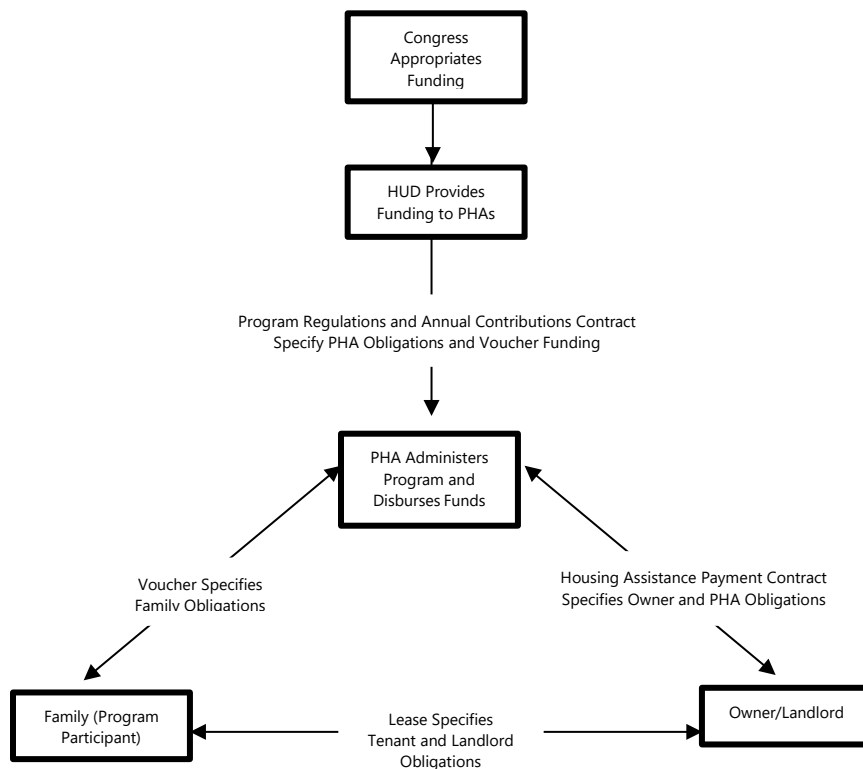 Congress
Appropriates
Funding
HUD Provides
Funding to PHAs
Program Regulations and Annual Contributions Contract
Specify PHA Obligations and Voucher Funding
PHA Administers
Program and
Disburses Funds
Voucher Specifies
Family Obligations
Housing Assistance Payment Contract
Specifies Owner and PHA Obligations
Family (Program
Participant)
Lease Specifies
Tenant and Landlord
Obligations
Owner/Landlord